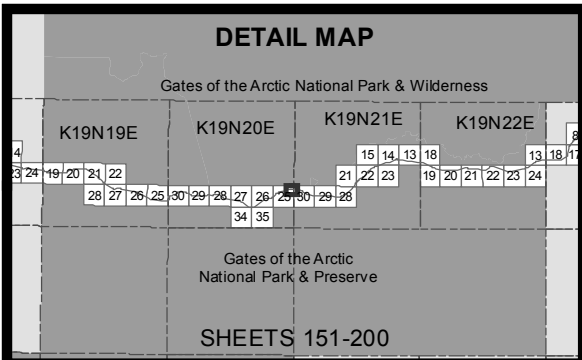 DETAIL MAP
Gates of the Arctic National Park & Wilderness
K19N19E
K19N20E
K19N21E
K19N22E
8
4
15 14 13 18
13 18 17
23 24 19 20 21 22
21 22 23
19 20 21 22 23 24
28 27 26 25 30 29 28 27 26 25 30 29 28
34 35
Gates of the Arctic
National Park & Preserve
SHEETS 151-200